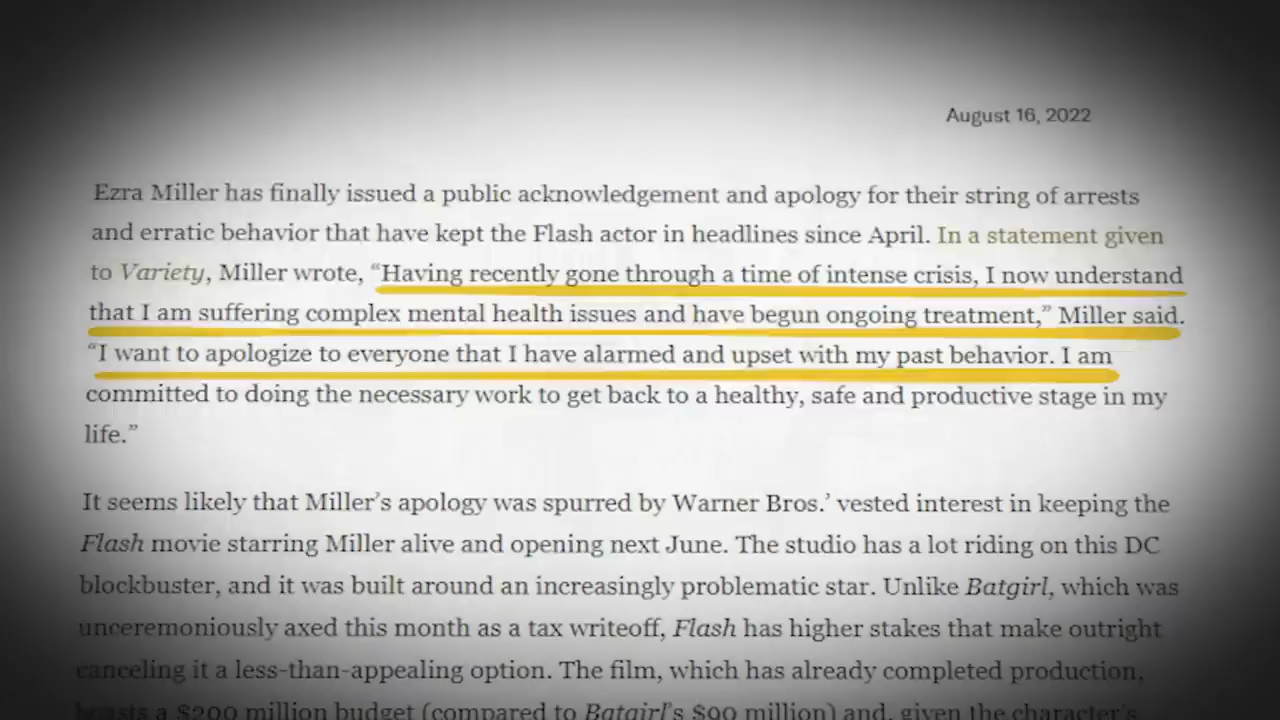 August 16, 2022
Ezra Miller has finally issued a public acknowledgement and apology for their string of arrests
and erratic behavior that have kept the Flash actor in headlines since April. In a statement given
to Variety, Miller wrote, “Having recently gone through a time of intense crisis, I now understand
that I am suffering complex mental health issues and have begun ongoing treatment,” Miller said.
“I want to apologize to everyone that I have alarmed and upset with my past behavior. I am
committed to doing the necessary work to get back to a healthy, safe and productive stage in my
life.”
It seems likely that Miller’s apology was spurred by Warner Bros.’ vested interest in keeping the
Flash movie starring Miller alive and opening next June. The studio has a lot riding on this DC
blockbuster, and it was built around an increasingly problematic star. Unlike Batgirl, which was
unceremoniously axed this month as a tax writeoff, Flash has higher stakes that make outright
canceling it a less-than-appealing option. The film, which has already completed production,
boasts a $200 million budget (compared to Batgirl’s $90 million) and, given the character’s